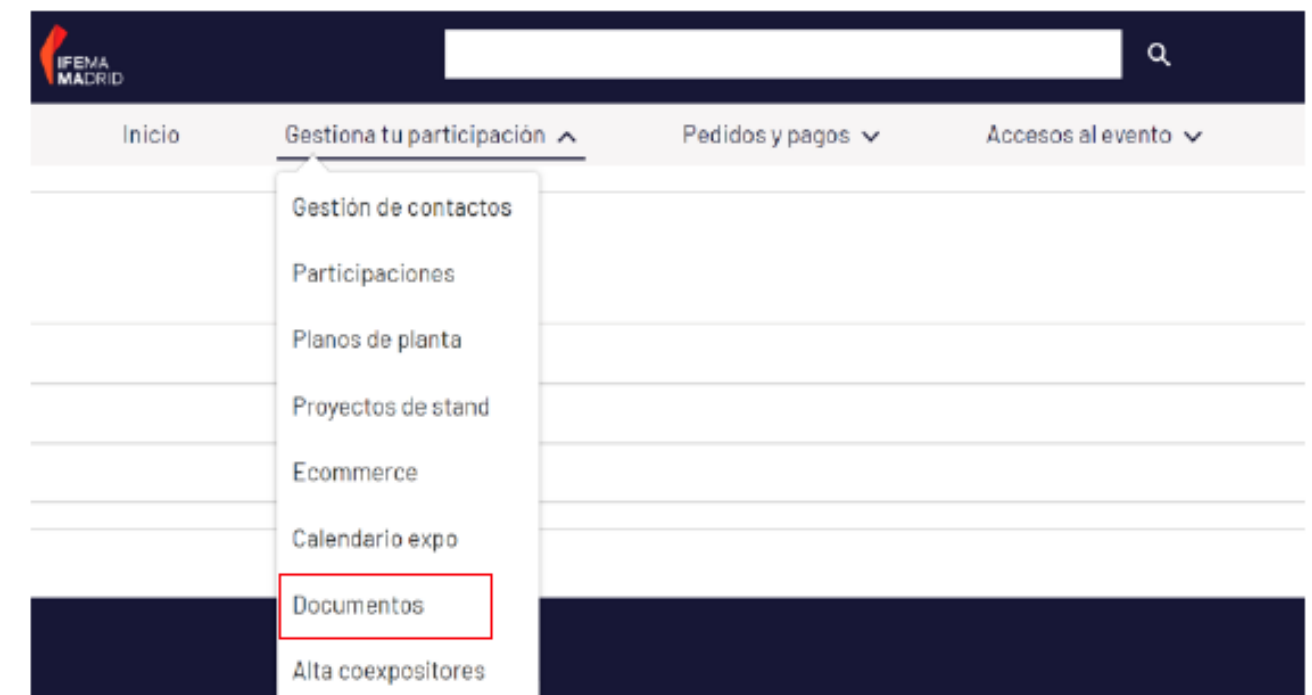 IFEMA
MADRID
Inicio Gestiona tu participación Pedidos y pagos Accesos al evento
Gestión de contactos
Participaciones
Planos de planta
Proyectos de stand
Ecommerce
Calendario expo
Documentos
Alta coexpositores